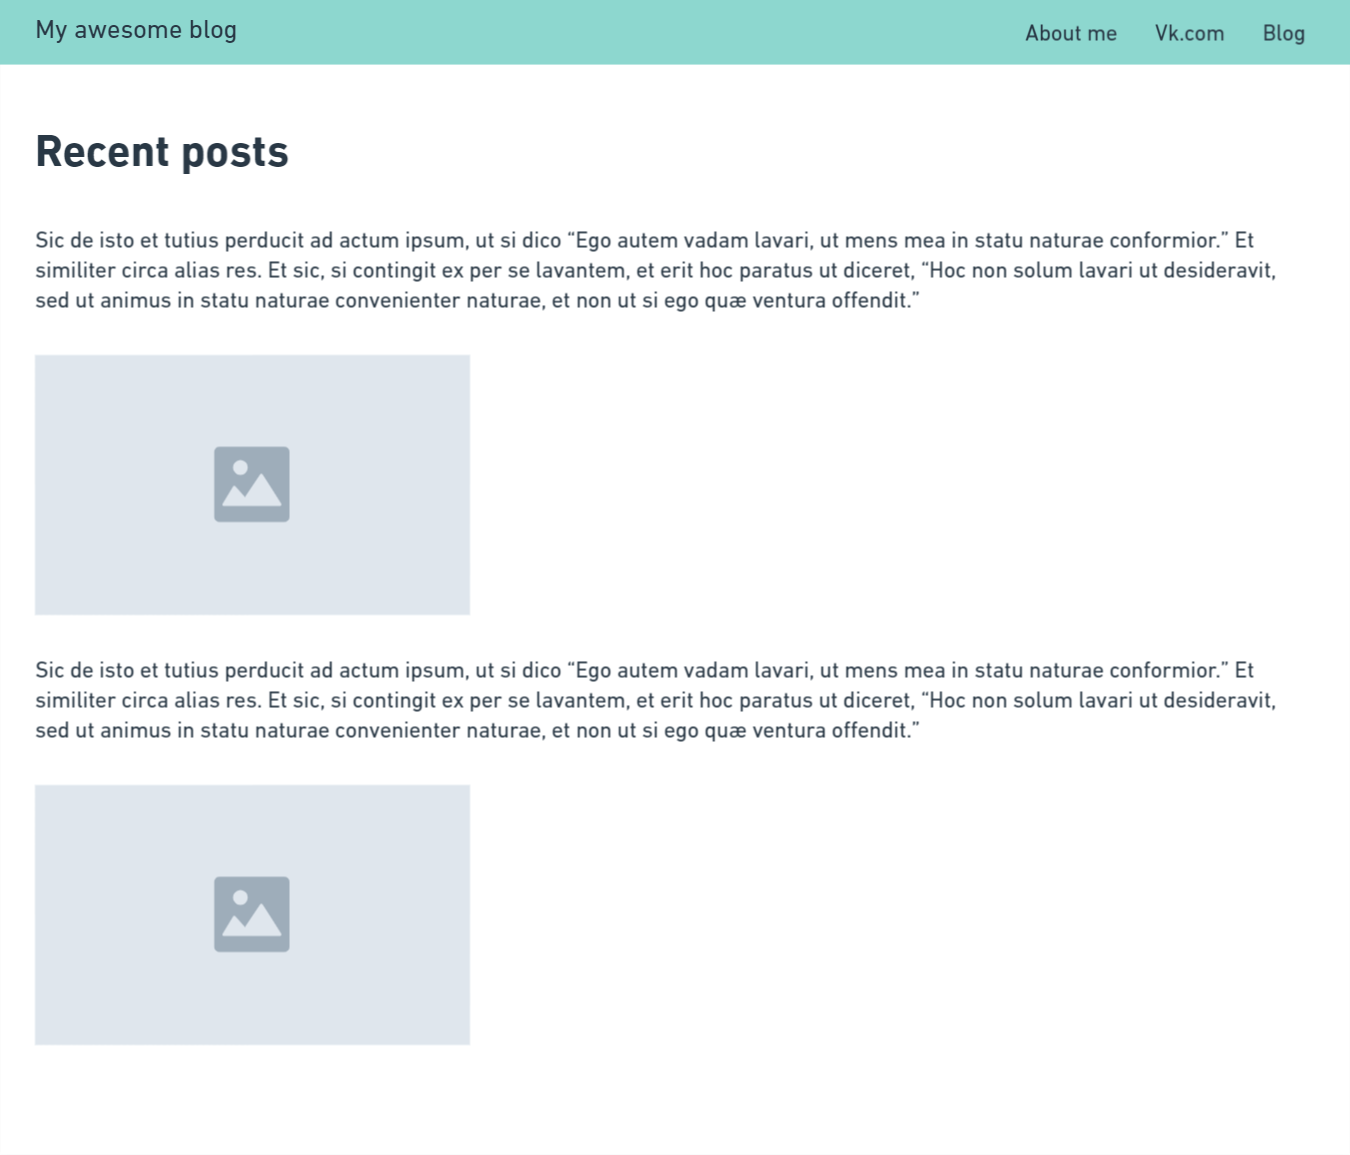 My awesome blog
About me
Vk.com
Blog
Recent posts
Sic de isto et tutius perducit ad actum ipsum, ut si dico “Ego autem vadam lavari, ut mens mea in statu naturae conformior.” Et
similiter circa alias res. Et sic, si contingit ex per se lavantem, et erit hoc paratus ut diceret, “Hoc non solum lavari ut desideravit,
sed ut animus in statu naturae convenienter naturae, et non ut si ego quæ ventura offendit.”
Sic de isto et tutius perducit ad actum ipsum, ut si dico “Ego autem vadam lavari, ut mens mea in statu naturae conformior.” Et
similiter circa alias res. Et sic, si contingit ex per se lavantem, et erit hoc paratus ut diceret, “Hoc non solum lavari ut desideravit,
sed ut animus in statu naturae convenienter naturae, et non ut si ego quæ ventura offendit.”